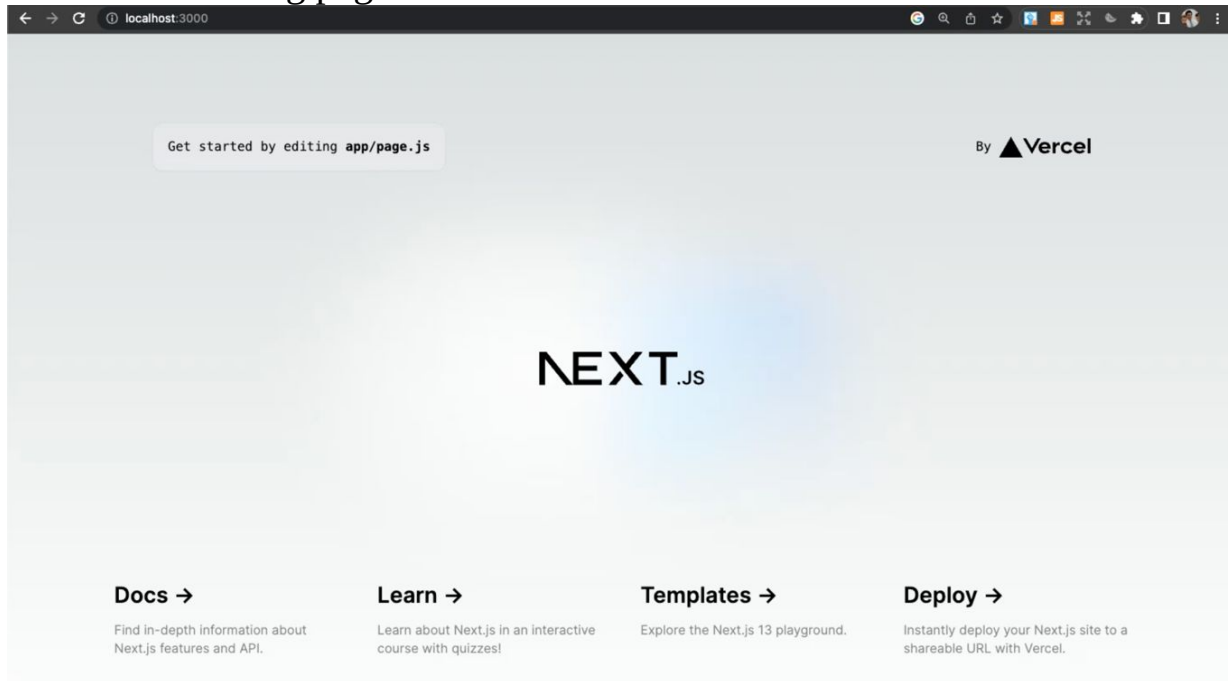 g pag
localhost:3000
Get started by editing app/page.js
By Vercel
NEXT.JS
Docs →
Find in-depth information about
Next.js features and API.
Learn →
Learn about Next.js in an interactive
course with quizzes!
Templates →
Explore the Next.js 13 playground.
Deploy →
Instantly deploy your Next.js site to a
shareable URL with Vercel.